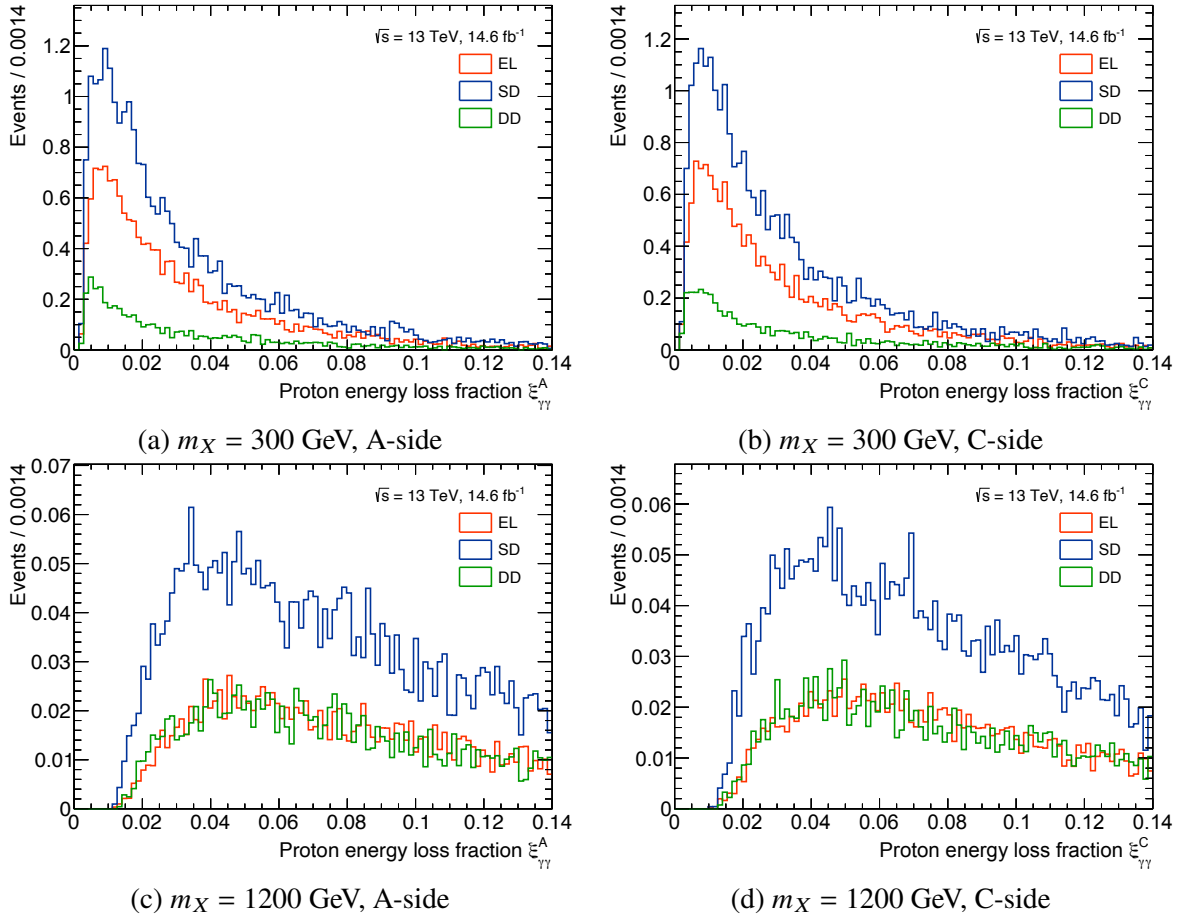 Events / 0.0014
1.2
1
0.8
0.6
0.4
0.2
0
√s = 13 TeV, 14.6 fb⁻¹
EL
SD
DD
0 0.02 0.04 0.06 0.08 0.1 0.12 0.14
Proton energy loss fraction ξ^A_γγ
(a) m_X = 300 GeV, A-side
Events / 0.0014
1.2
1
0.8
0.6
0.4
0.2
0
√s = 13 TeV, 14.6 fb⁻¹
EL
SD
DD
0 0.02 0.04 0.06 0.08 0.1 0.12 0.14
Proton energy loss fraction ξ^C_γγ
(b) m_X = 300 GeV, C-side
Events / 0.0014
0.07
0.06
0.05
0.04
0.03
0.02
0.01
0
√s = 13 TeV, 14.6 fb⁻¹
EL
SD
DD
0 0.02 0.04 0.06 0.08 0.1 0.12 0.14
Proton energy loss fraction ξ^A_γγ
(c) m_X = 1200 GeV, A-side
Events / 0.0014
0.06
0.05
0.04
0.03
0.02
0.01
0
√s = 13 TeV, 14.6 fb⁻¹
EL
SD
DD
0 0.02 0.04 0.06 0.08 0.1 0.12 0.14
Proton energy loss fraction ξ^C_γγ
(d) m_X = 1200 GeV, C-side